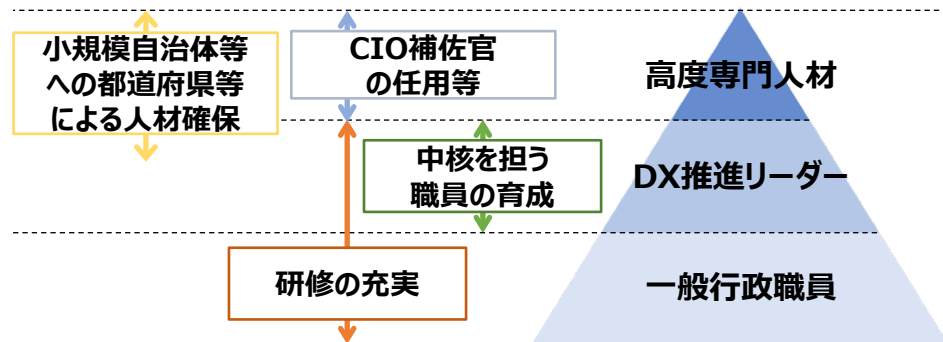 小規模自治体等
への都道府県等
による人材確保
CIO補佐官
の任用等
高度専門人材
中核を担う
職員の育成
DX推進リーダー
研修の充実
一般行政職員